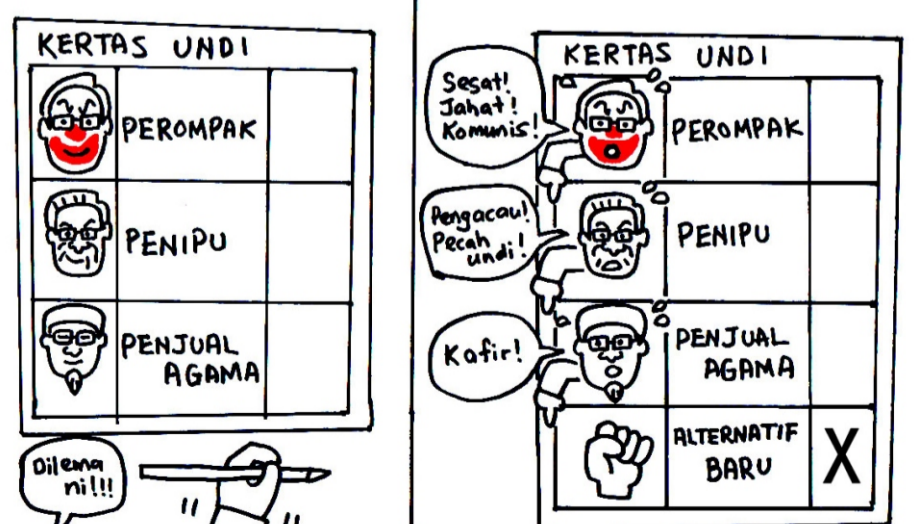 KERTAS UNDI
PEROMPAK
PENIPU
PENJUAL
AGAMA
Dilema
ni!!!
KERTAS UNDI
Sesat!
Jahat!
Komunis!
PEROMPAK
Pengacau!
Pecah
undi!
PENIPU
Kafir!
PENJUAL
AGAMA
ALTERNATIF
BARU
X